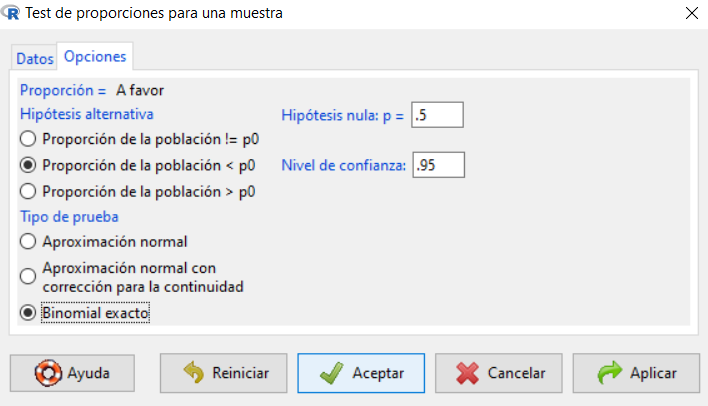 Test de proporciones para una muestra
Datos Opciones
Proporción = A favor
Hipótesis alternativa
Proporción de la población != p0
Proporción de la población < p0
Proporción de la población > p0
Hipótesis nula: p = .5
Nivel de confianza: .95
Tipo de prueba
Aproximación normal
Aproximación normal con
corrección para la continuidad
Binomial exacto
Ayuda Reiniciar Aceptar Cancelar Aplicar